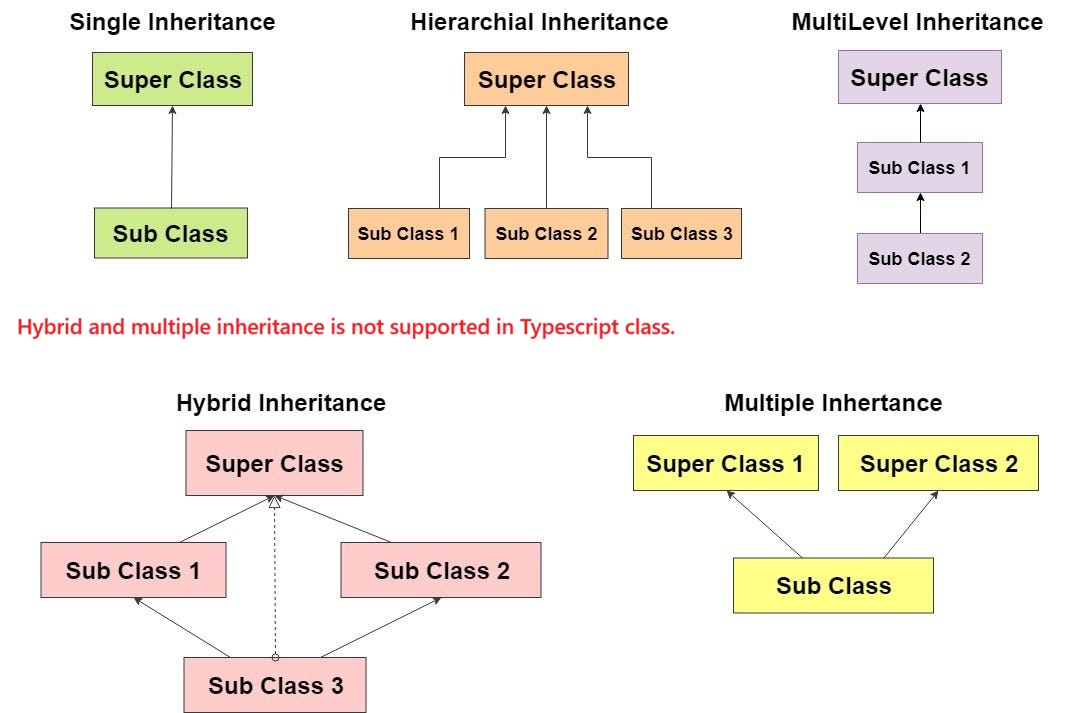 Single Inheritance
Super Class
Sub Class
Hierarchial Inheritance
Super Class
Sub Class 1
Sub Class 2
Sub Class 3
MultiLevel Inheritance
Super Class
Sub Class 1
Sub Class 2
Hybrid and multiple inheritance is not supported in Typescript class.
Hybrid Inheritance
Super Class
Sub Class 1
Sub Class 2
Sub Class 3
Multiple Inhertance
Super Class 1
Super Class 2
Sub Class